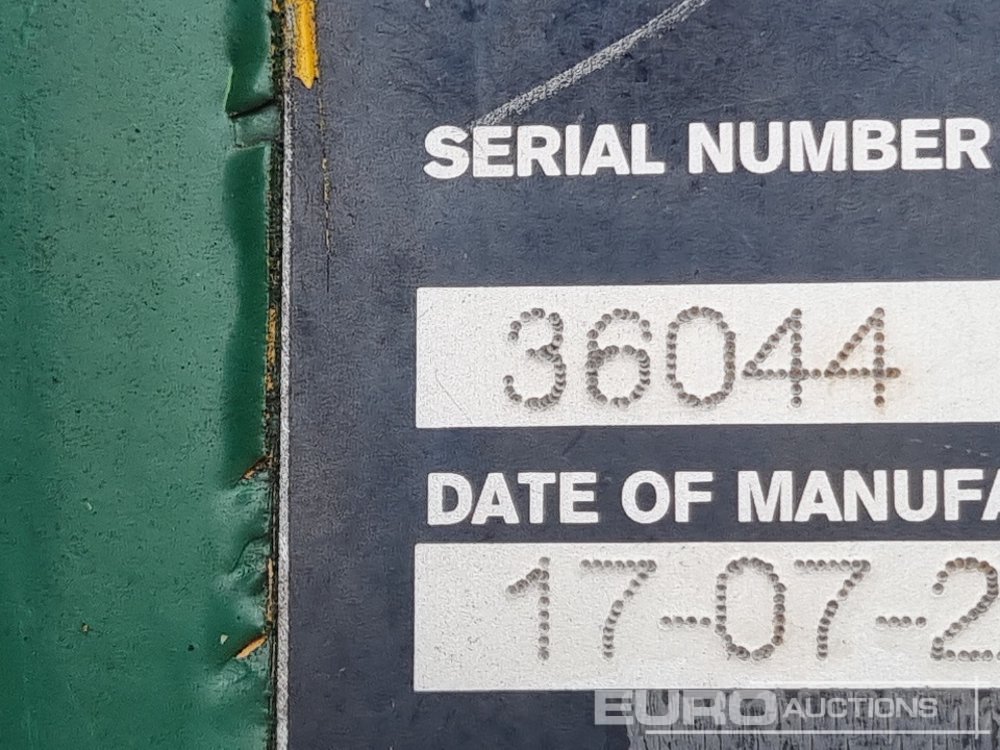 SERIAL NUMBER
36044
DATE OF MANUFA
17-07-2
EURO AUCTIONS